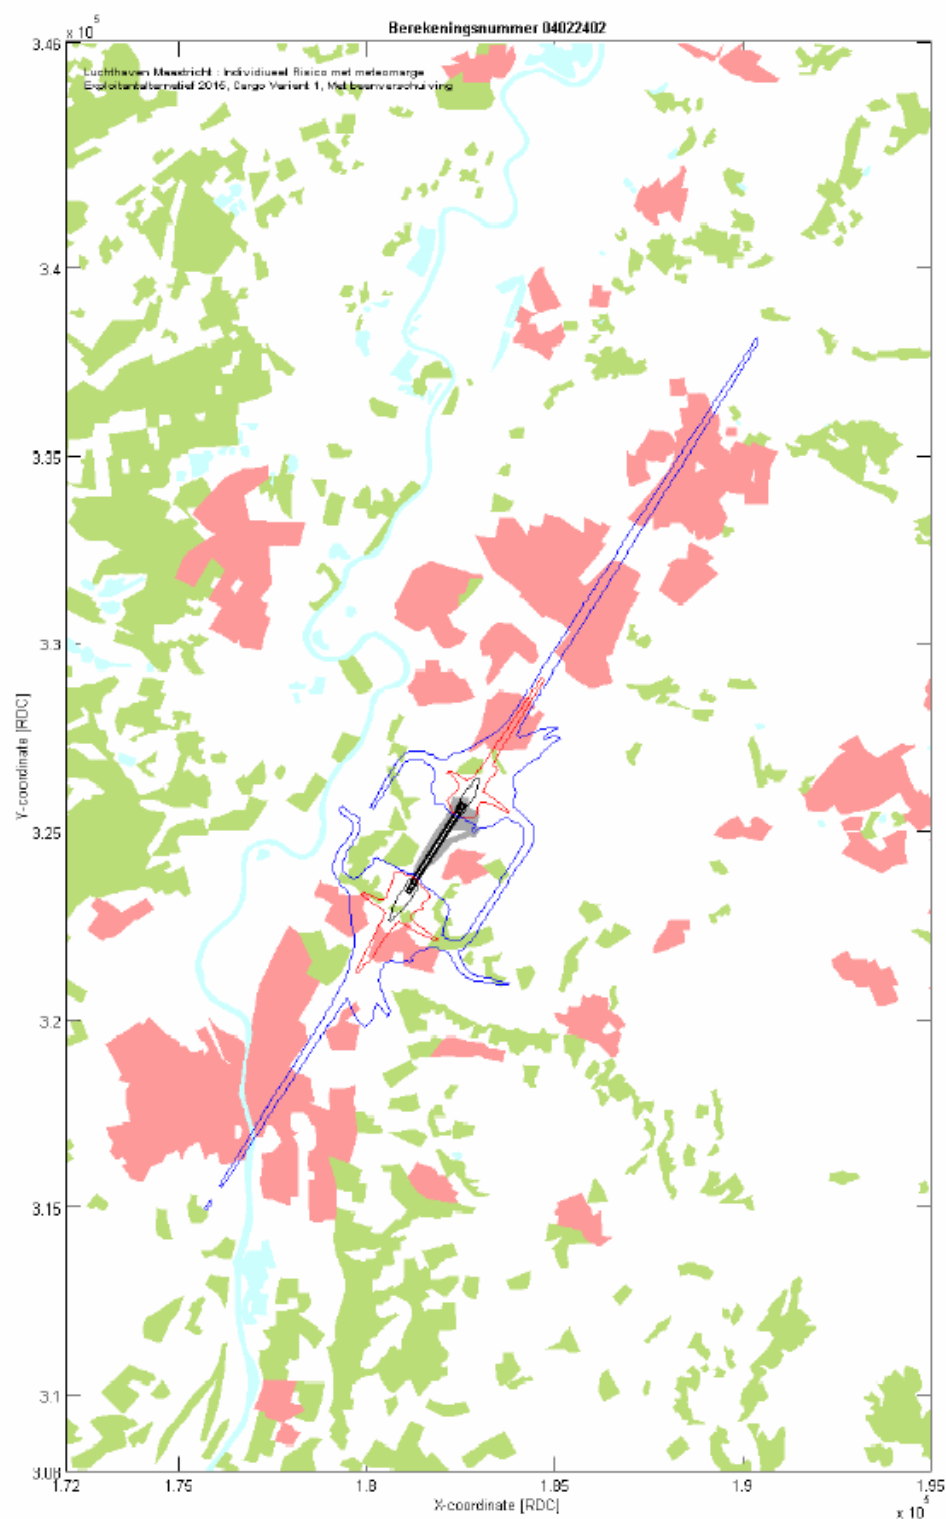 Berekeningsnummer 04022402
x 10^5
Luchthaven Maastricht : Individueel Risico met meteomarge
Exploitantalternatief 2015, Cargo Variant 1, Met baanverschuiving
3.46
3.4
3.35
3.3
3.25
3.2
3.15
3.1
3.08
Y-coordinate [RDC]
1.72
1.75
1.8
1.85
1.9
1.95
X-coordinate [RDC]
x 10^5